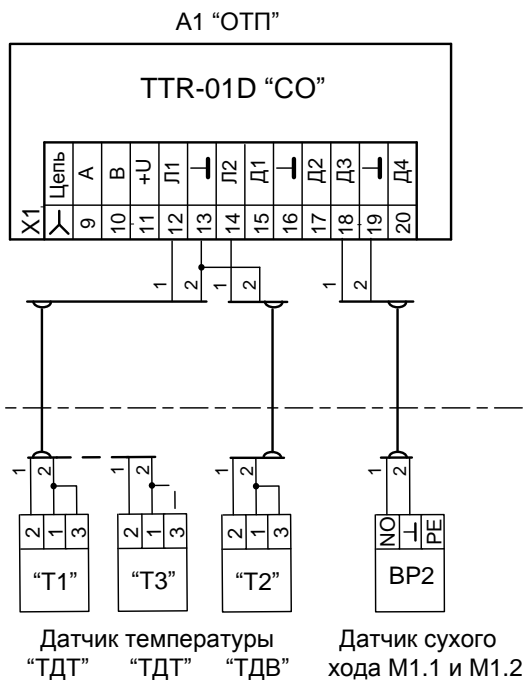 А1 “ОТП”
TTR-01D “CO”
X1 Цепь А В +U Л1 ⊥ Л2 Д1 ⊥ Д2 Д3 ⊥ Д4
9 10 11 12 13 14 15 16 17 18 19 20
1 2 1 2 1 2
1 2 1 2 1 2 1 2
2 1 3 2 1 3 2 1 3 NO ⊥ PE
“Т1” “Т3” “Т2” BP2
Датчик температуры Датчик сухого
“ТДТ” “ТДТ” “ТДВ” хода М1.1 и М1.2